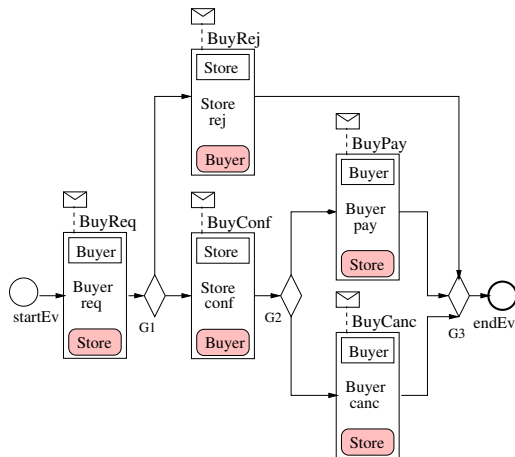 BuyRej
Store
Store
rej
Buyer
BuyPay
Buyer
Buyer
pay
Store
BuyReq
Buyer
Buyer
req
Store
BuyConf
Store
Store
conf
Buyer
startEv
G1
G2
G3
endEv
BuyCanc
Buyer
Buyer
canc
Store